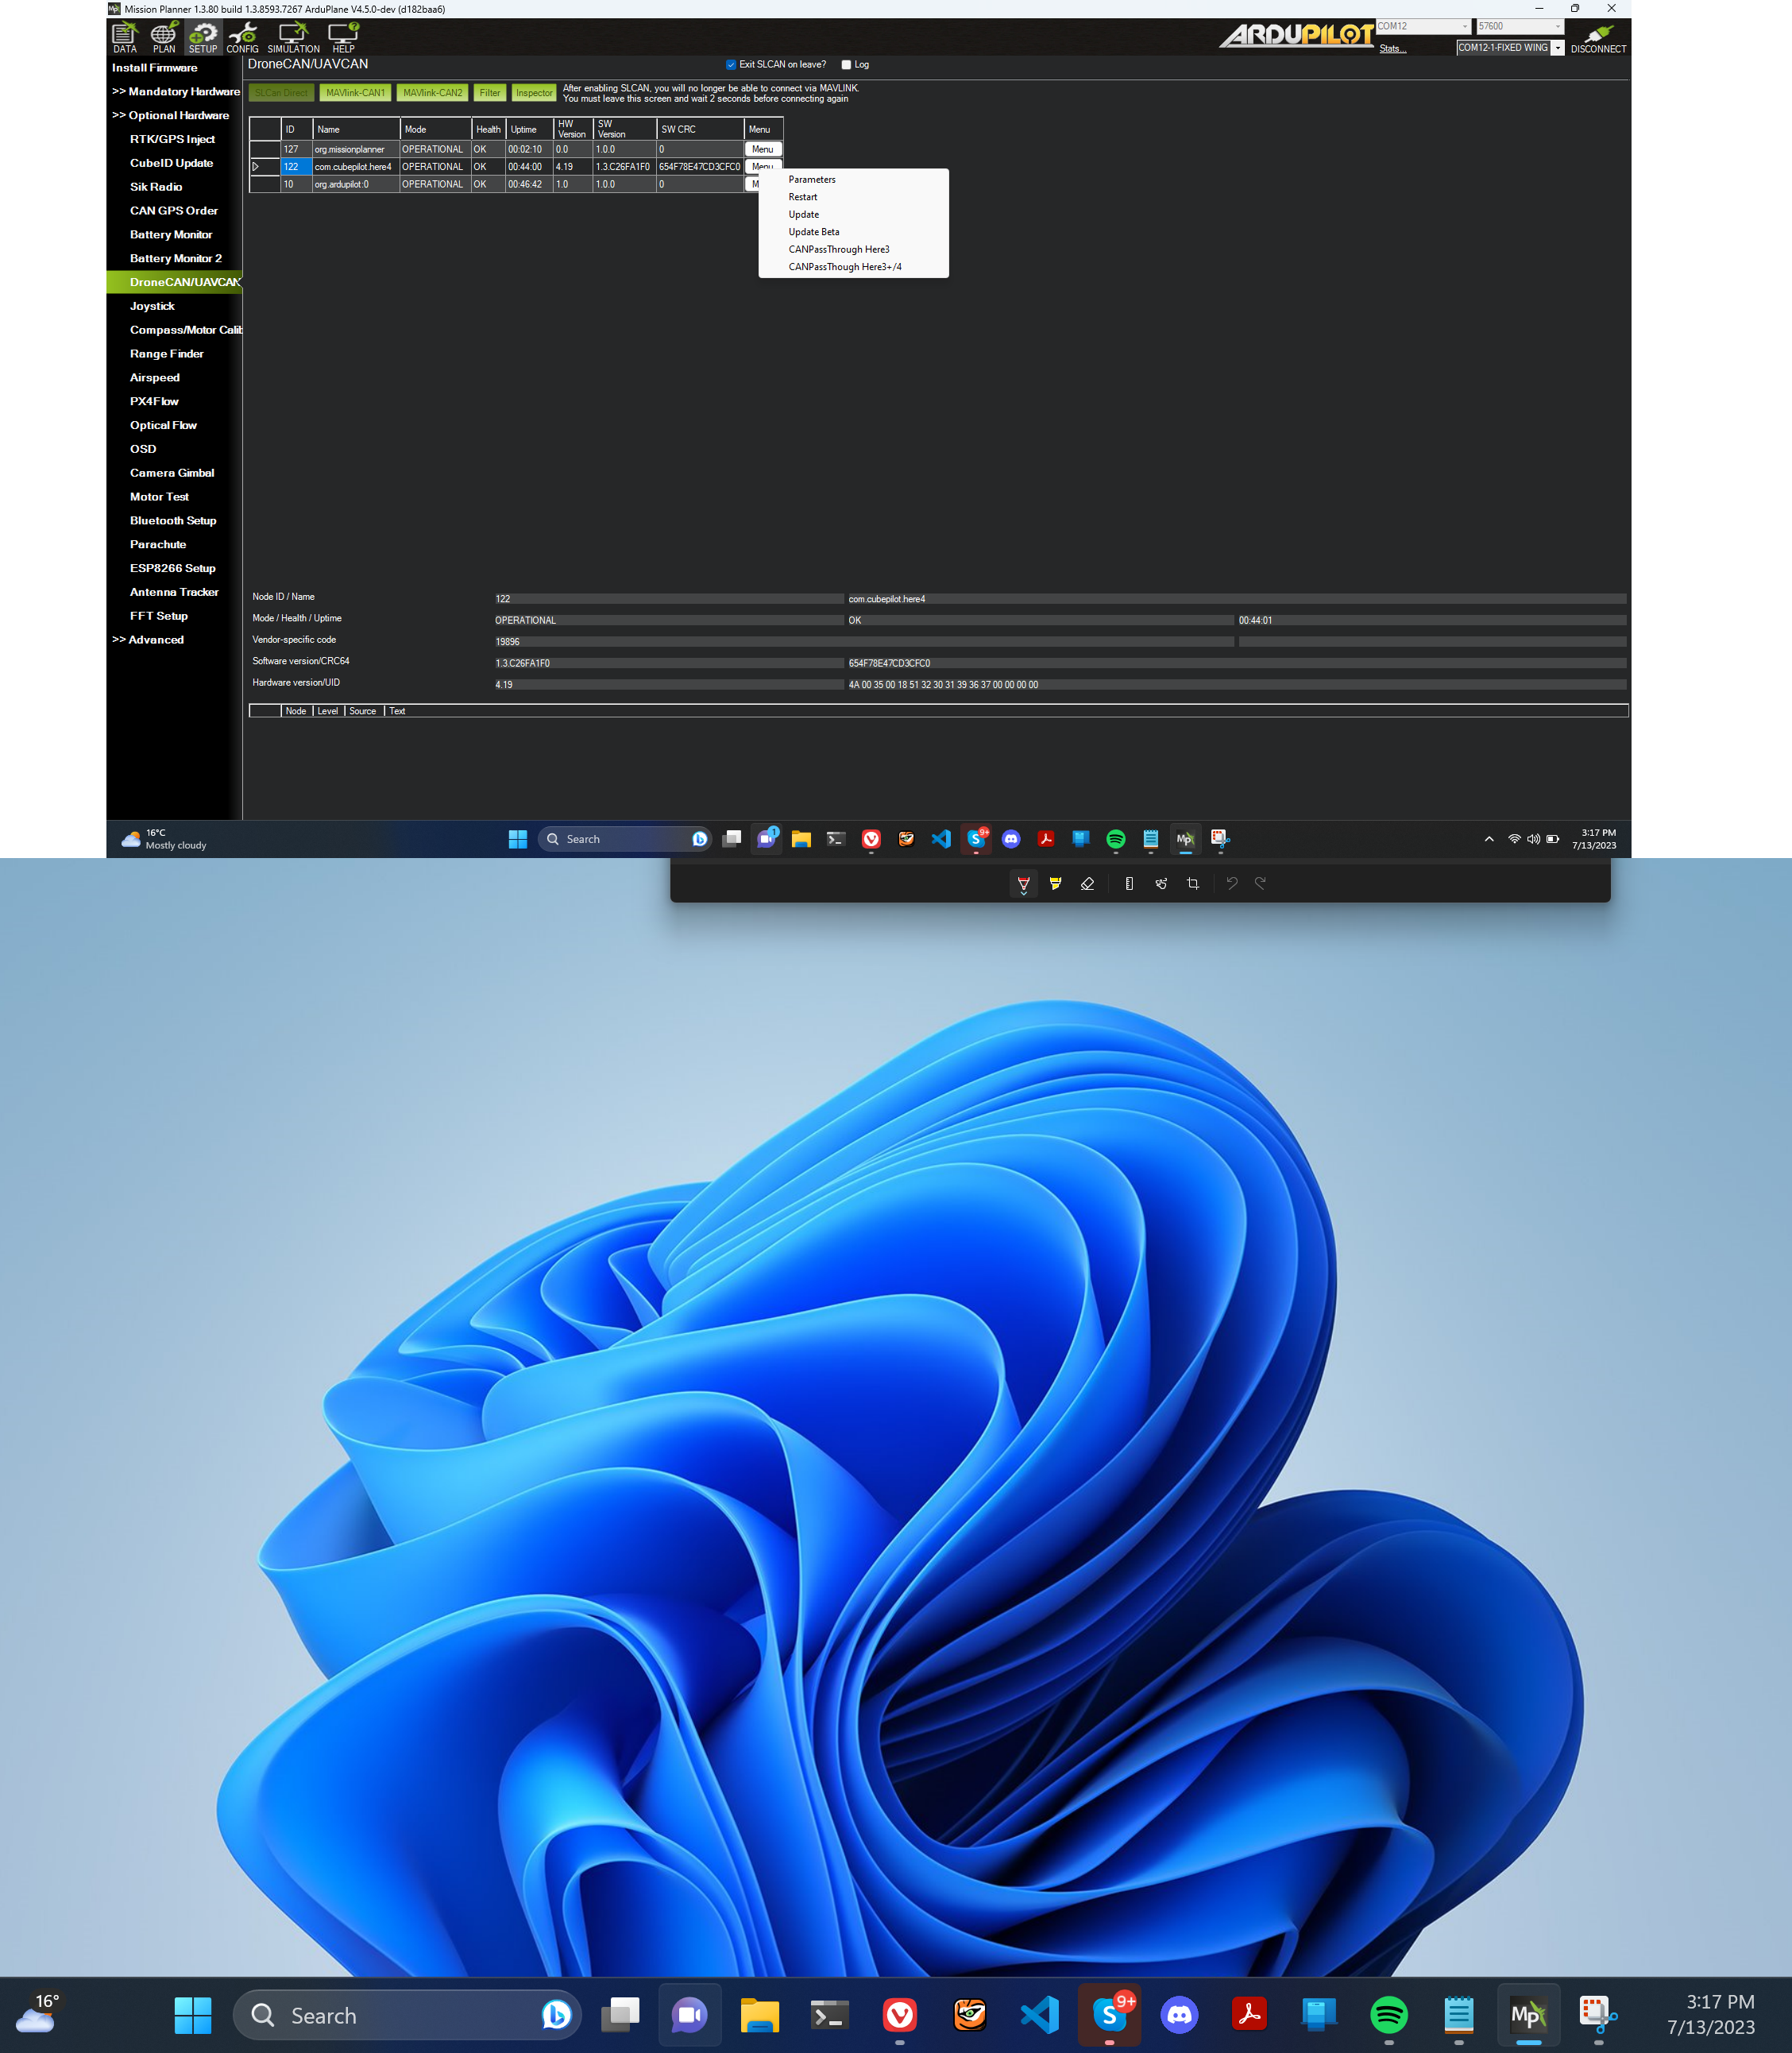 Mission Planner 1.3.80 build 1.3.8593.7267 ArduPlane V4.5.0-dev (d182baa6)
DATA PLAN SETUP CONFIG SIMULATION HELP
ARDUPILOT
COM12 57600
Stats... COM12-1-FIXED WING DISCONNECT
Install Firmware
>> Mandatory Hardware
>> Optional Hardware
RTK/GPS Inject
CubeID Update
Sik Radio
CAN GPS Order
Battery Monitor
Battery Monitor 2
DroneCAN/UAVCAN
Joystick
Compass/Motor Calib
Range Finder
Airspeed
PX4Flow
Optical Flow
OSD
Camera Gimbal
Motor Test
Bluetooth Setup
Parachute
ESP8266 Setup
Antenna Tracker
FFT Setup
>> Advanced
DroneCAN/UAVCAN
Exit SLCAN on leave? Log
SLCan Direct MAVlink-CAN1 MAVlink-CAN2 Filter Inspector
After enabling SLCAN, you will no longer be able to connect via MAVLINK.
You must leave this screen and wait 2 seconds before connecting again
ID Name Mode Health Uptime HW Version SW Version SW CRC Menu
127 org.missionplanner OPERATIONAL OK 00:02:10 0.0 1.0.0 0 Menu
122 com.cubepilot.here4 OPERATIONAL OK 00:44:00 4.19 1.3.C26FA1F0 654F78E47CD3CFC0 Menu
10 org.ardupilot:0 OPERATIONAL OK 00:46:42 1.0 1.0.0 0 M
Parameters
Restart
Update
Update Beta
CANPassThrough Here3
CANPassThough Here3+/4
Node ID / Name 122 com.cubepilot.here4
Mode / Health / Uptime OPERATIONAL OK 00:44:01
Vendor-specific code 19896
Software version/CRC64 1.3.C26FA1F0 654F78E47CD3CFC0
Hardware version/UID 4.19 4A 00 35 00 18 51 32 30 31 39 36 37 00 00 00 00
Node Level Source Text
16°C
Mostly cloudy
Search
1
9+
3:17 PM
7/13/2023
16°
Search
9+
3:17 PM
7/13/2023